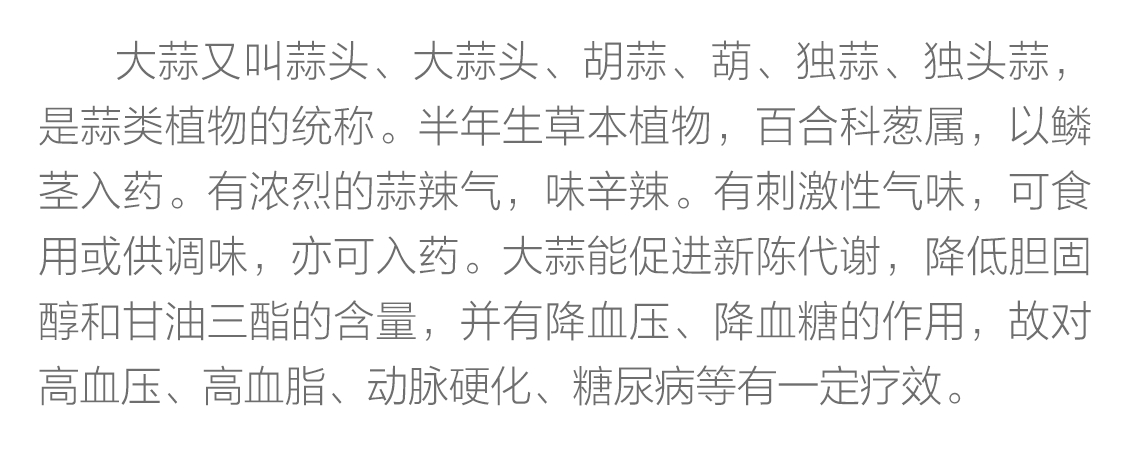 大蒜又叫蒜头、大蒜头、胡蒜、葫、独蒜、独头蒜，
是蒜类植物的统称。半年生草本植物，百合科葱属，以鳞
茎入药。有浓烈的蒜辣气，味辛辣。有刺激性气味，可食
用或供调味，亦可入药。大蒜能促进新陈代谢，降低胆固
醇和甘油三酯的含量，并有降血压、降血糖的作用，故对
高血压、高血脂、动脉硬化、糖尿病等有一定疗效。